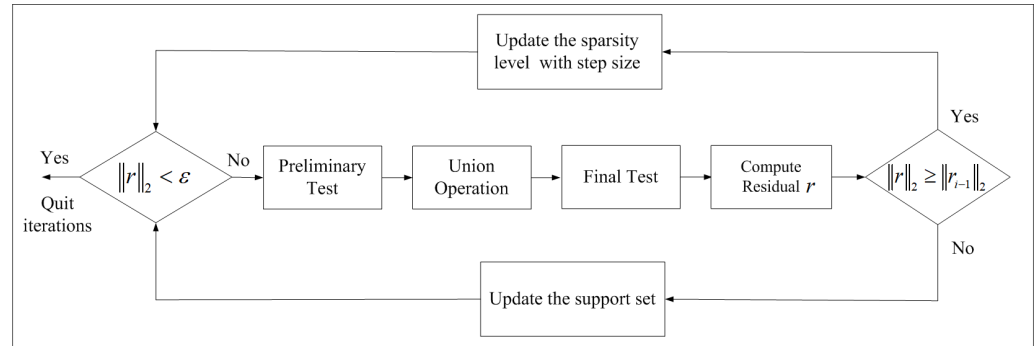 Update the sparsity
level with step size
Yes
Yes
No
‖r‖₂ < ε
Preliminary
Test
Union
Operation
Final Test
Compute
Residual r
‖r‖₂ ≥ ‖rᵢ₋₁‖₂
Quit
iterations
No
Update the support set